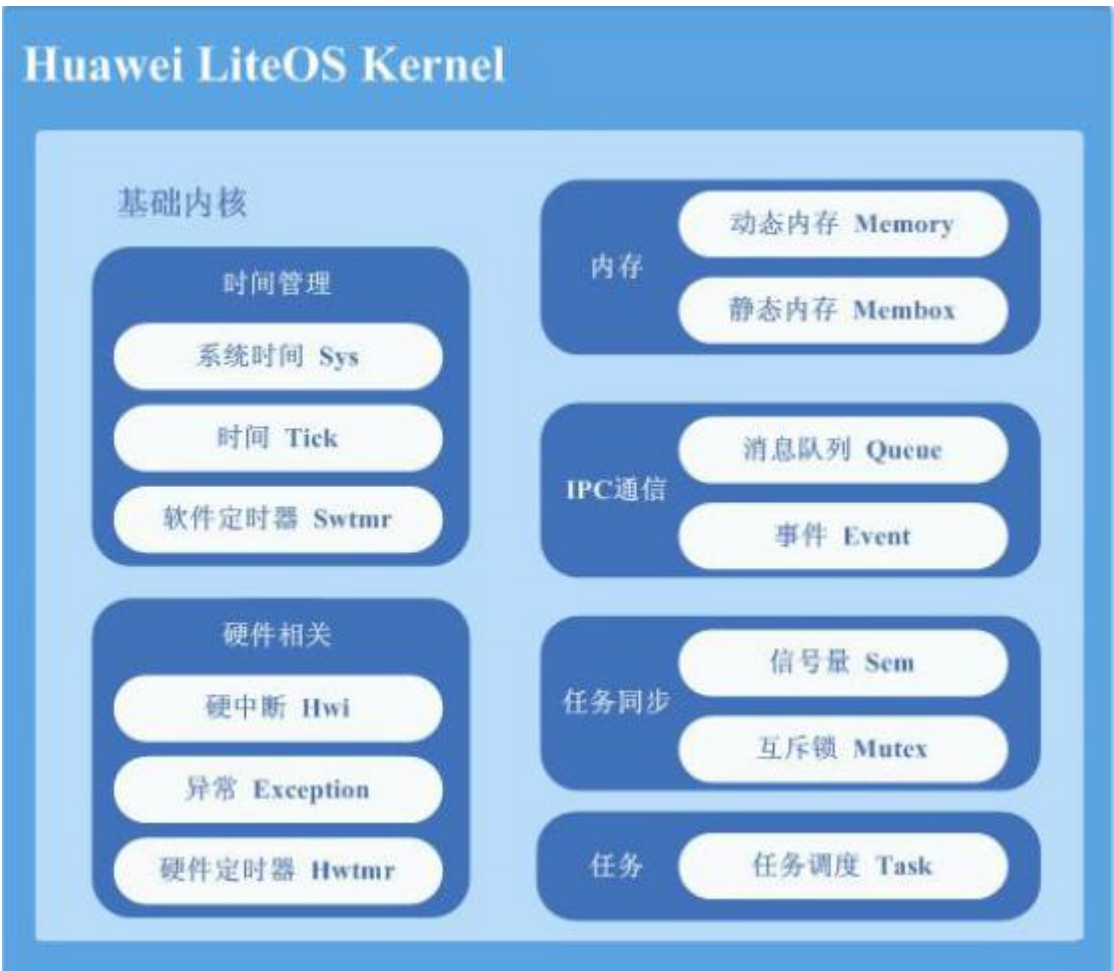 Huawei LiteOS Kernel
基础内核
时间管理
系统时间 Sys
时间 Tick
软件定时器 Swtmr
硬件相关
硬中断 Hwi
异常 Exception
硬件定时器 Hwtmr
内存
动态内存 Memory
静态内存 Membox
IPC通信
消息队列 Queue
事件 Event
任务同步
信号量 Sem
互斥锁 Mutex
任务
任务调度 Task